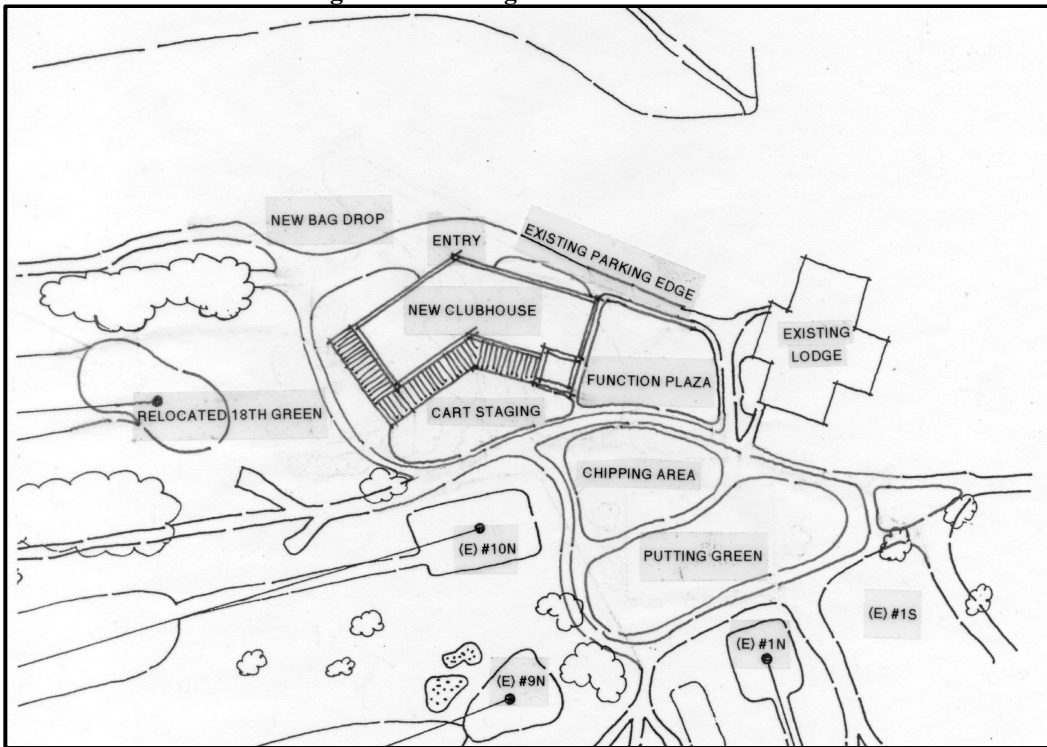 NEW BAG DROP
ENTRY
EXISTING PARKING EDGE
NEW CLUBHOUSE
EXISTING
LODGE
FUNCTION PLAZA
RELOCATED 18TH GREEN
CART STAGING
CHIPPING AREA
(E) #10N
PUTTING GREEN
(E) #1S
(E) #1N
(E) #9N